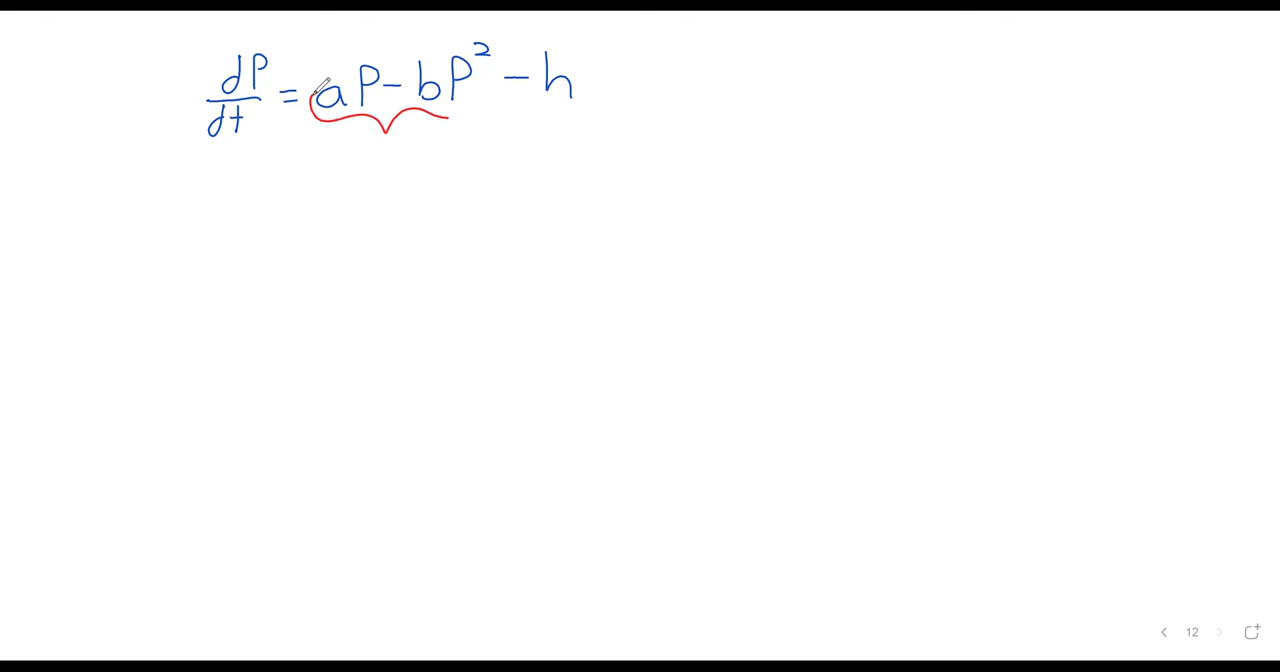 dP/dt = aP - bP² - h
12